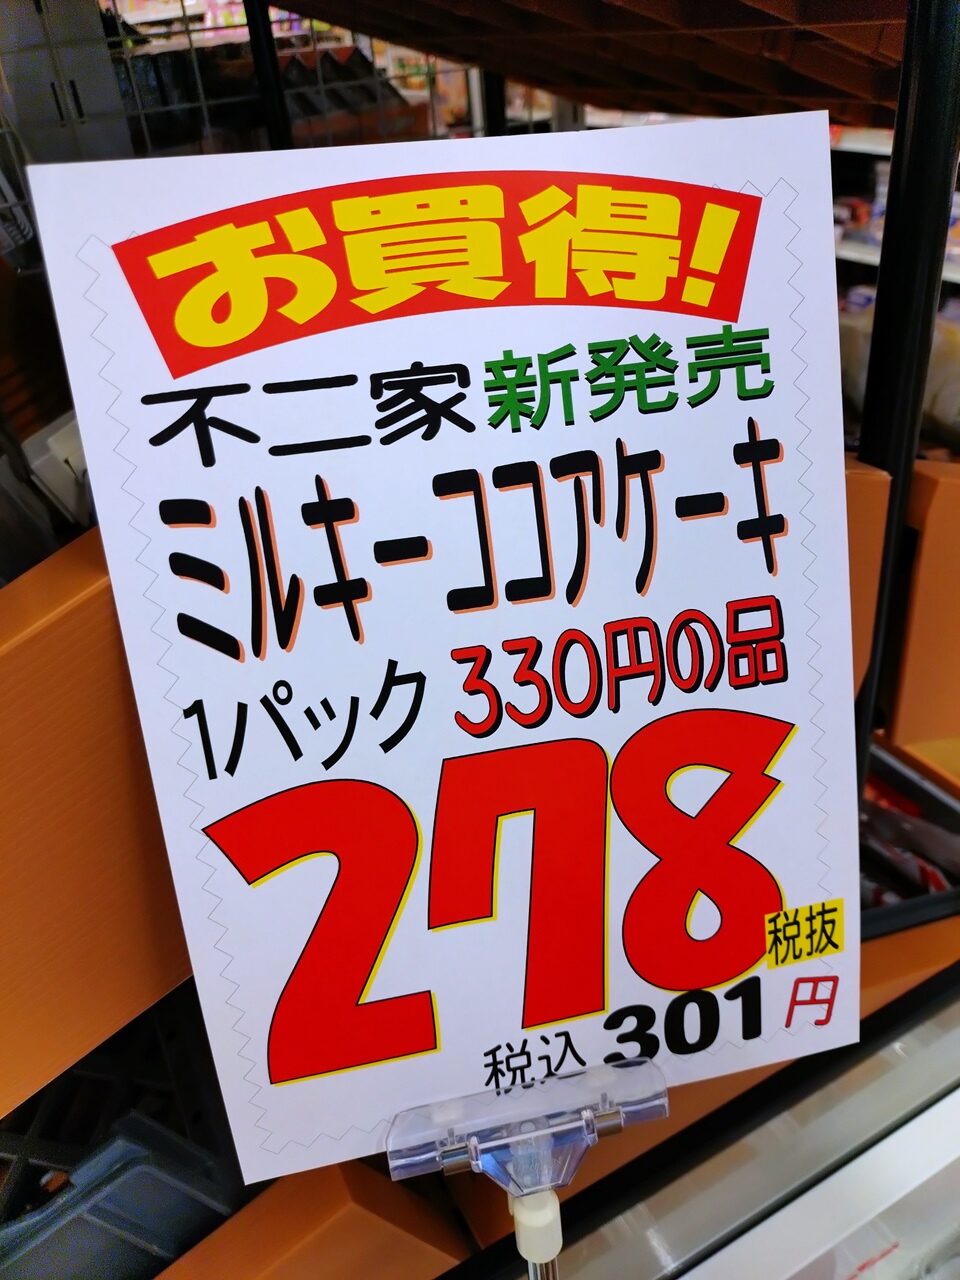 お買得!
不二家 新発売
ミルキーココアケーキ
1パック 330円の品
278
税抜
税込 301 円